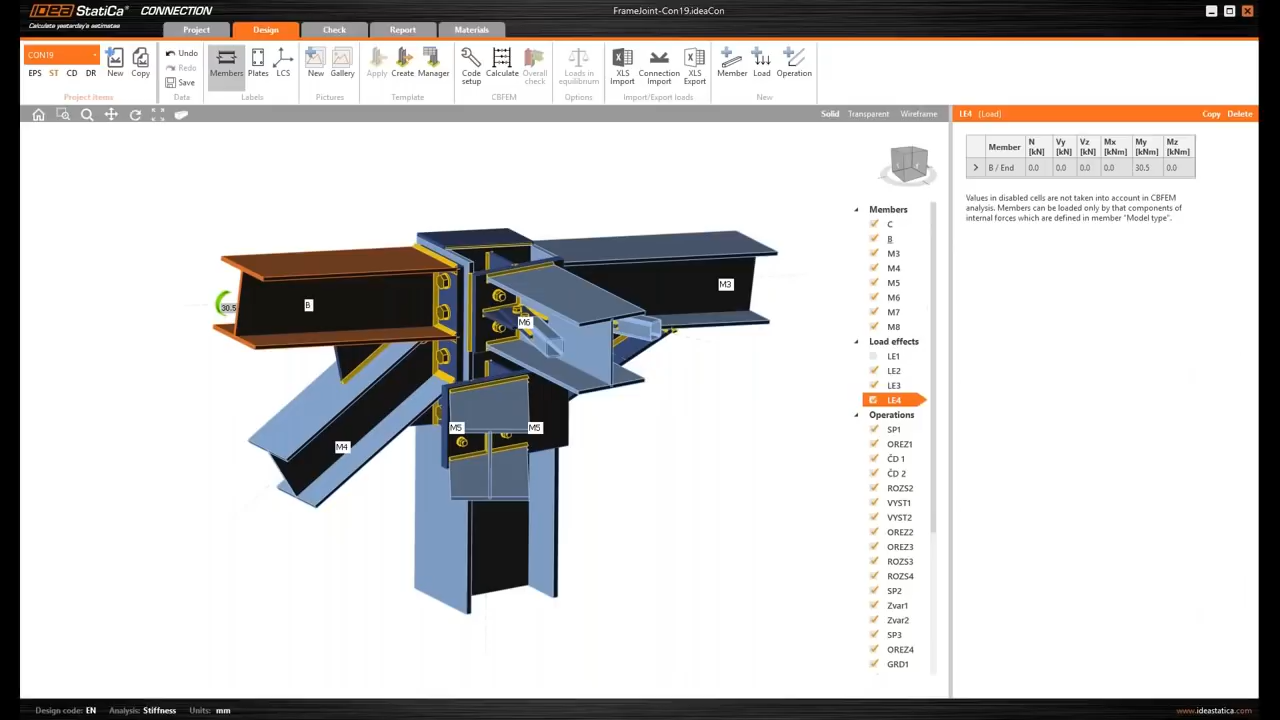 IDEA StatiCa® CONNECTION
Calculate yesterday's estimates
FrameJoint-Con19.ideaCon
Project Design Check Report Materials
CON19
EPS ST CD DR
New Copy
Project Items
Undo
Redo
Save
Data
Members Plates LCS
Labels
New Gallery
Pictures
Apply Create Manager
Template
Code setup Calculate Overall check
CBFEM
Loads in equilibrium
Options
XLS Import Connection Import XLS Export
Import/Export loads
Member Load Operation
New
Solid Transparent Wireframe
LE4 [Load] Copy Delete
Member N [kN] Vy [kN] Vz [kN] Mx [kNm] My [kNm] Mz [kNm]
> B / End 0.0 0.0 0.0 0.0 30.5 0.0
Values in disabled cells are not taken into account in CBFEM
analysis. Members can be loaded only by that components of
internal forces which are defined in member "Model type".
Members
C
B
M3
M4
M5
M6
M7
M8
Load effects
LE1
LE2
LE3
LE4
Operations
SP1
OREZ1
ČD 1
ČD 2
ROZS2
VYST1
VYST2
OREZ2
OREZ3
ROZS3
ROZS4
SP2
Zvar1
Zvar2
SP3
OREZ4
GRD1
30.5
B
M3
M6
M5
M5
M4
Design code: EN Analysis: Stiffness Units: mm
www.ideastatica.com